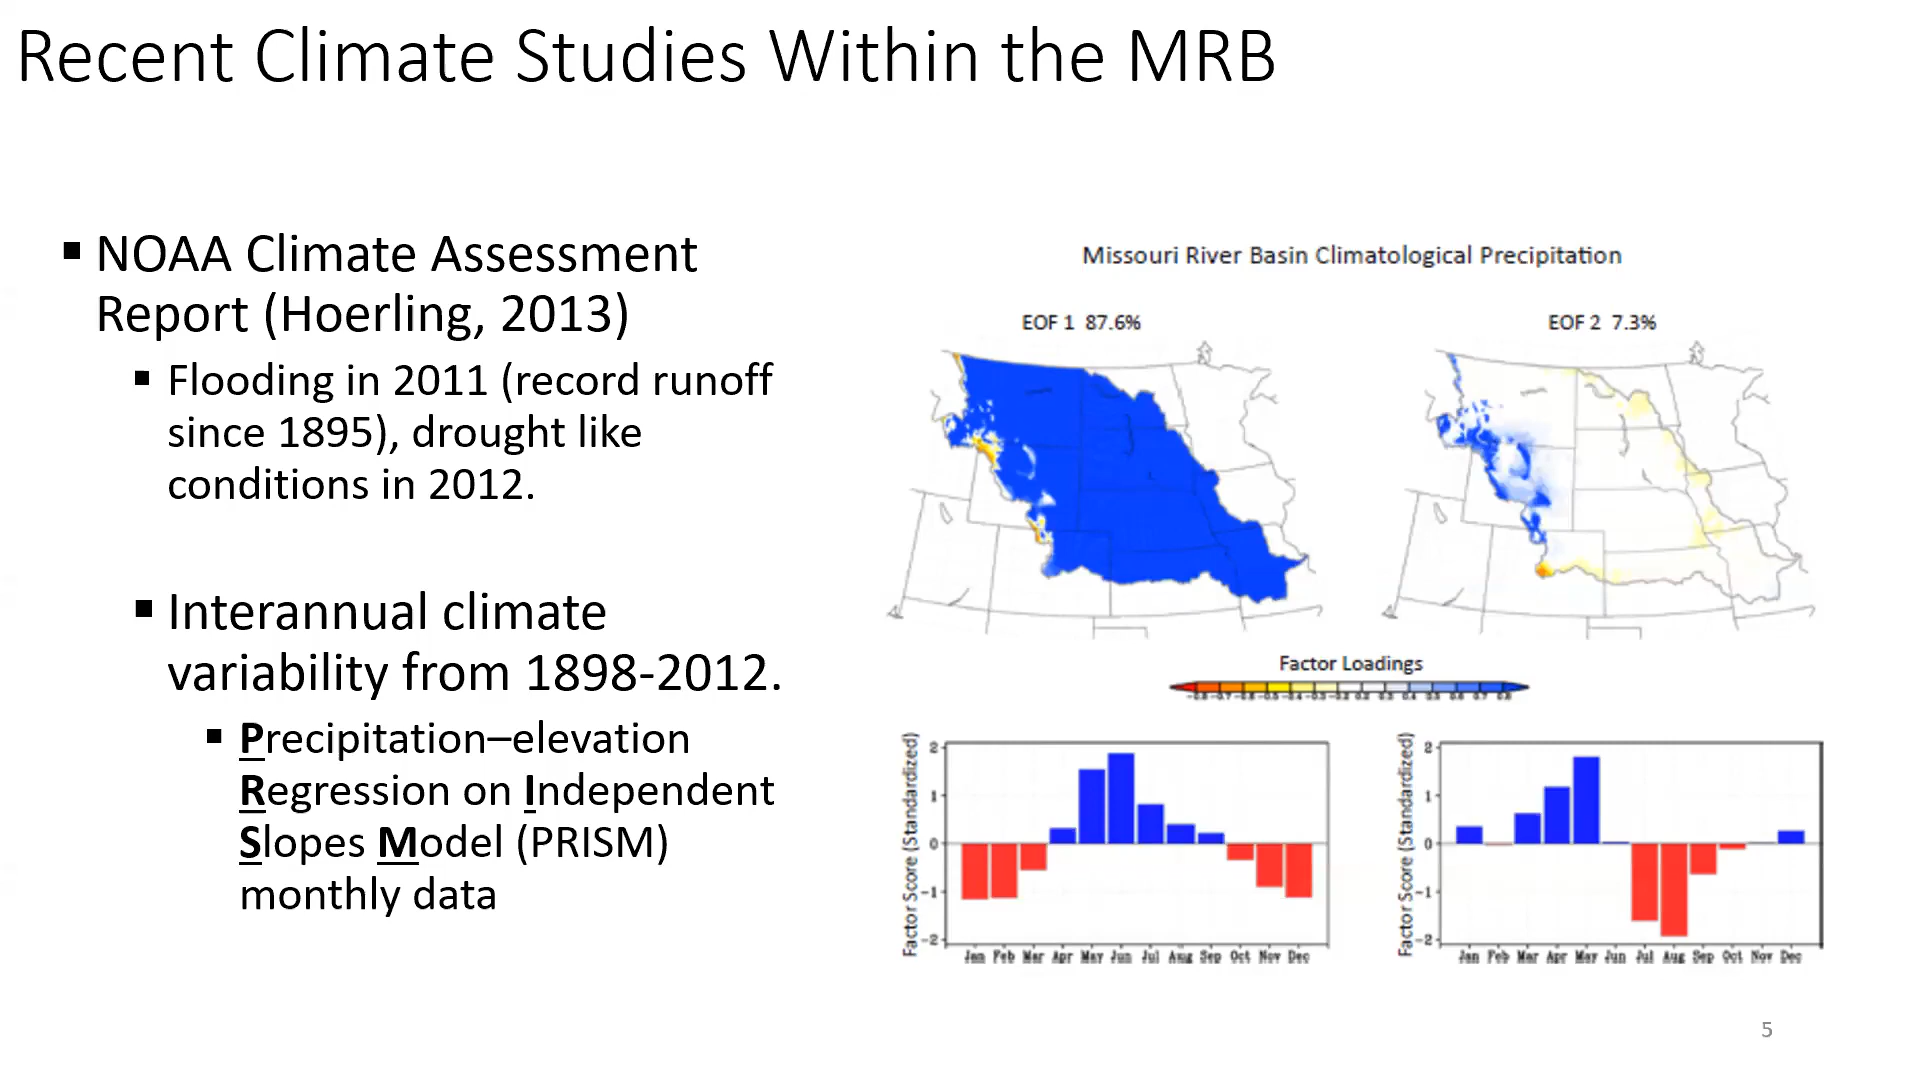 Recent Climate Studies Within the MRB
▪ NOAA Climate Assessment
Report (Hoerling, 2013)
▪ Flooding in 2011 (record runoff
since 1895), drought like
conditions in 2012.
▪ Interannual climate
variability from 1898-2012.
▪ Precipitation–elevation
Regression on Independent
Slopes Model (PRISM)
monthly data
Missouri River Basin Climatological Precipitation
EOF 1 87.6%
EOF 2 7.3%
Factor Loadings
Factor Score (Standardized)
2
1
0
-1
-2
Jan Feb Mar Apr May Jun Jul Aug Sep Oct Nov Dec
Factor Score (Standardized)
2
1
0
-1
-2
Jan Feb Mar Apr May Jun Jul Aug Sep Oct Nov Dec
5